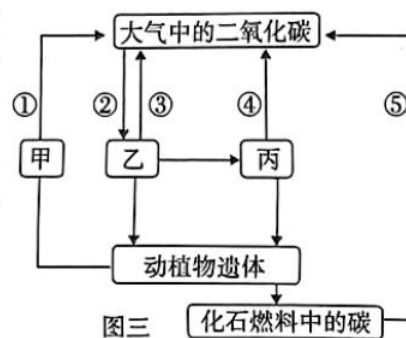 大气中的二氧化碳
① ② ③ ④ ⑤
甲 乙 丙
动植物遗体
图三 化石燃料中的碳